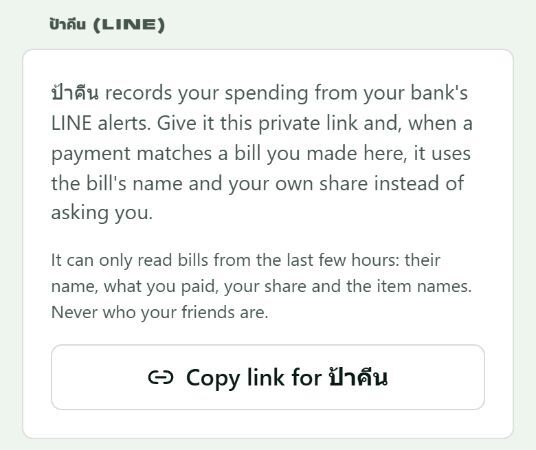 ป้าคีน (LINE)
ป้าคีน records your spending from your bank's
LINE alerts. Give it this private link and, when a
payment matches a bill you made here, it uses
the bill's name and your own share instead of
asking you.
It can only read bills from the last few hours: their
name, what you paid, your share and the item names.
Never who your friends are.
Copy link for ป้าคีน